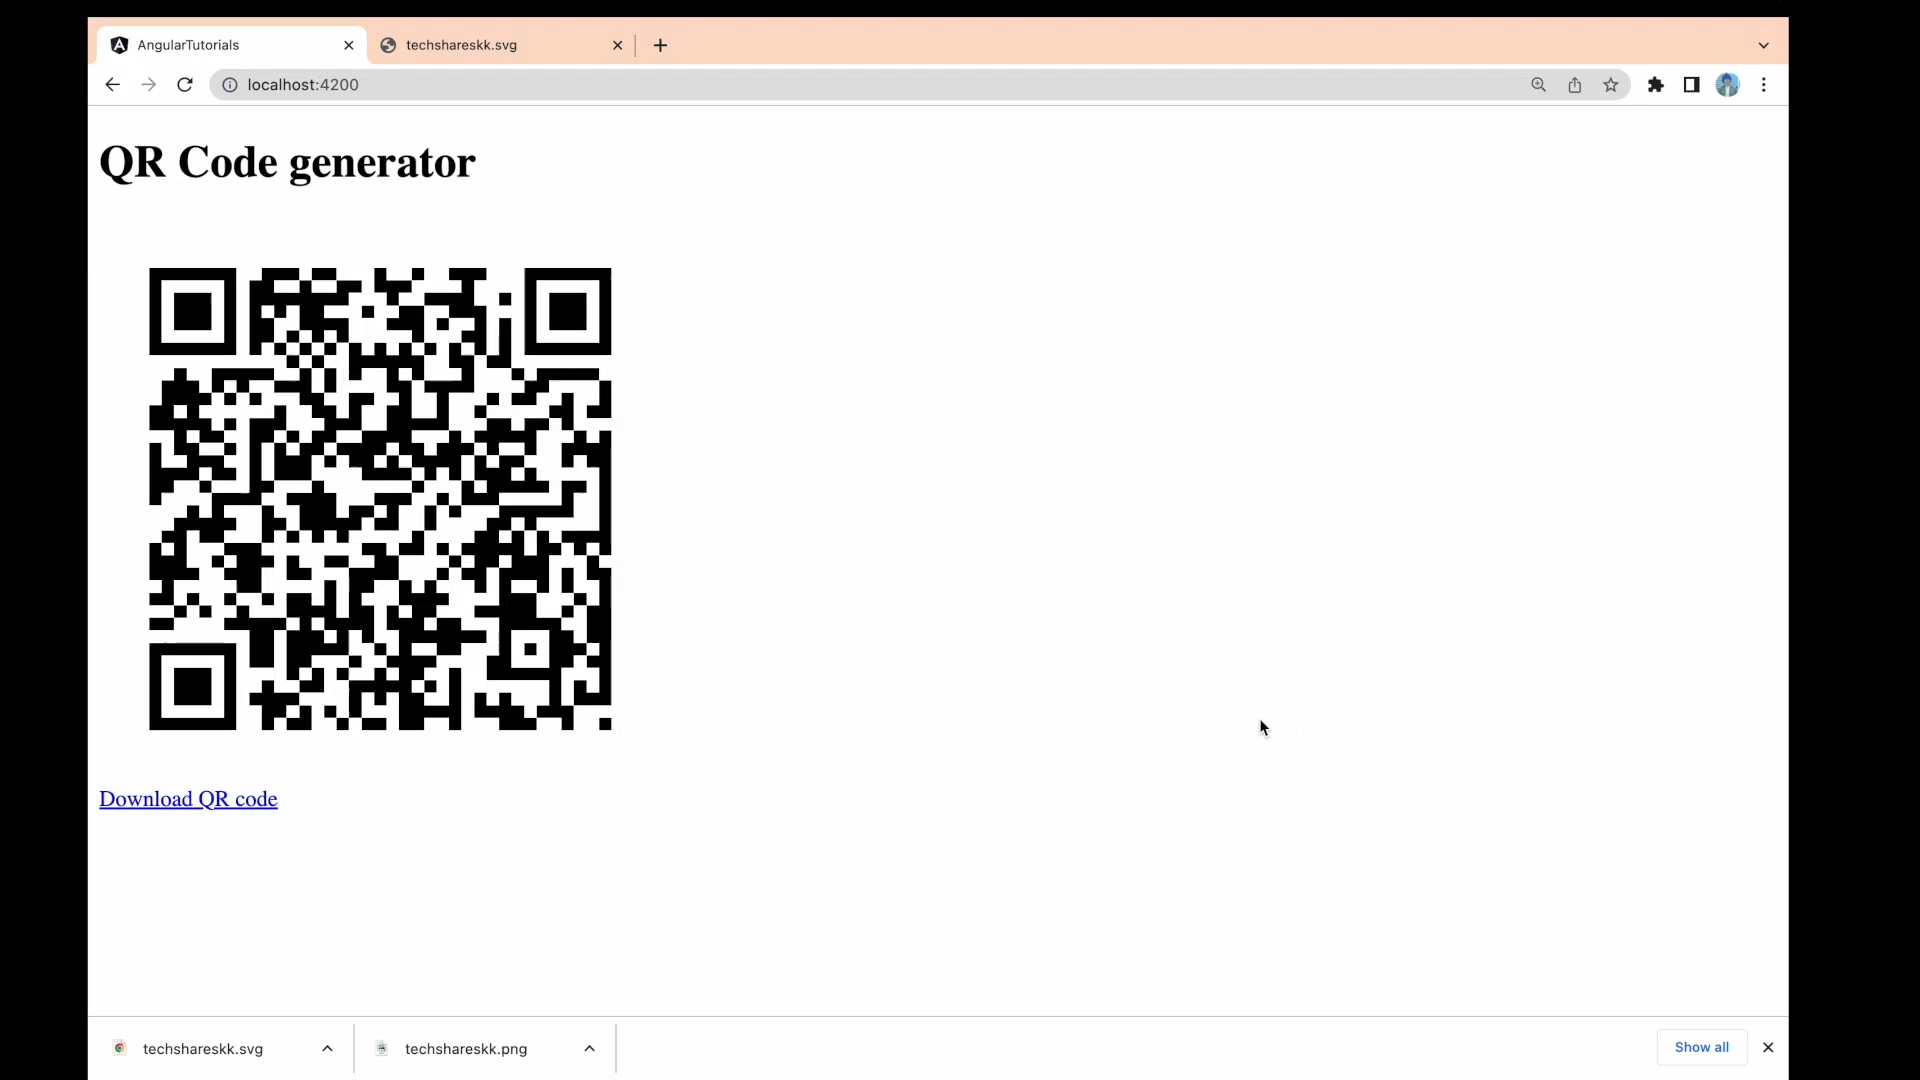 AngularTutorials
techshareskk.svg
localhost:4200
QR Code generator
Download QR code
techshareskk.svg
techshareskk.png
Show all